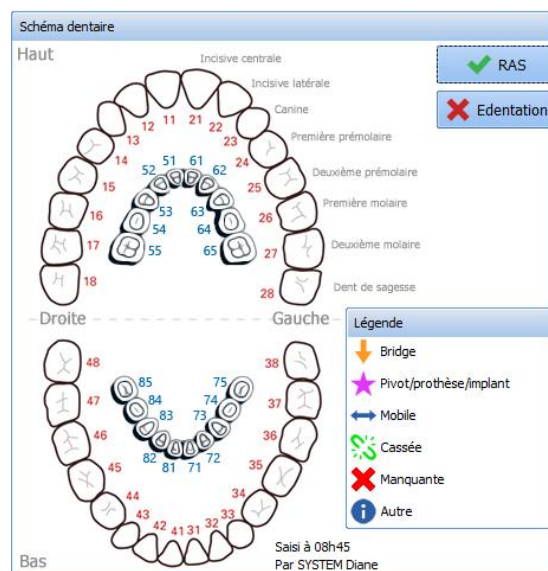 Schéma dentaire
Haut
Incisive centrale
Incisive latérale
Canine
Première prémolaire
Deuxième prémolaire
Première molaire
Deuxième molaire
Dent de sagesse
RAS
Edentation
11 21
12 22
13 23
14 24
15 25
16 26
17 27
18 28
51 61
52 62
53 63
54 64
55 65
Droite Gauche
48 38
47 37
46 36
45 35
44 34
43 33
42 32
41 31
85 75
84 74
83 73
82 72
81 71
Bas
Légende
Bridge
Pivot/prothèse/implant
Mobile
Cassée
Manquante
Autre
Saisi à 08h45
Par SYSTEM Diane